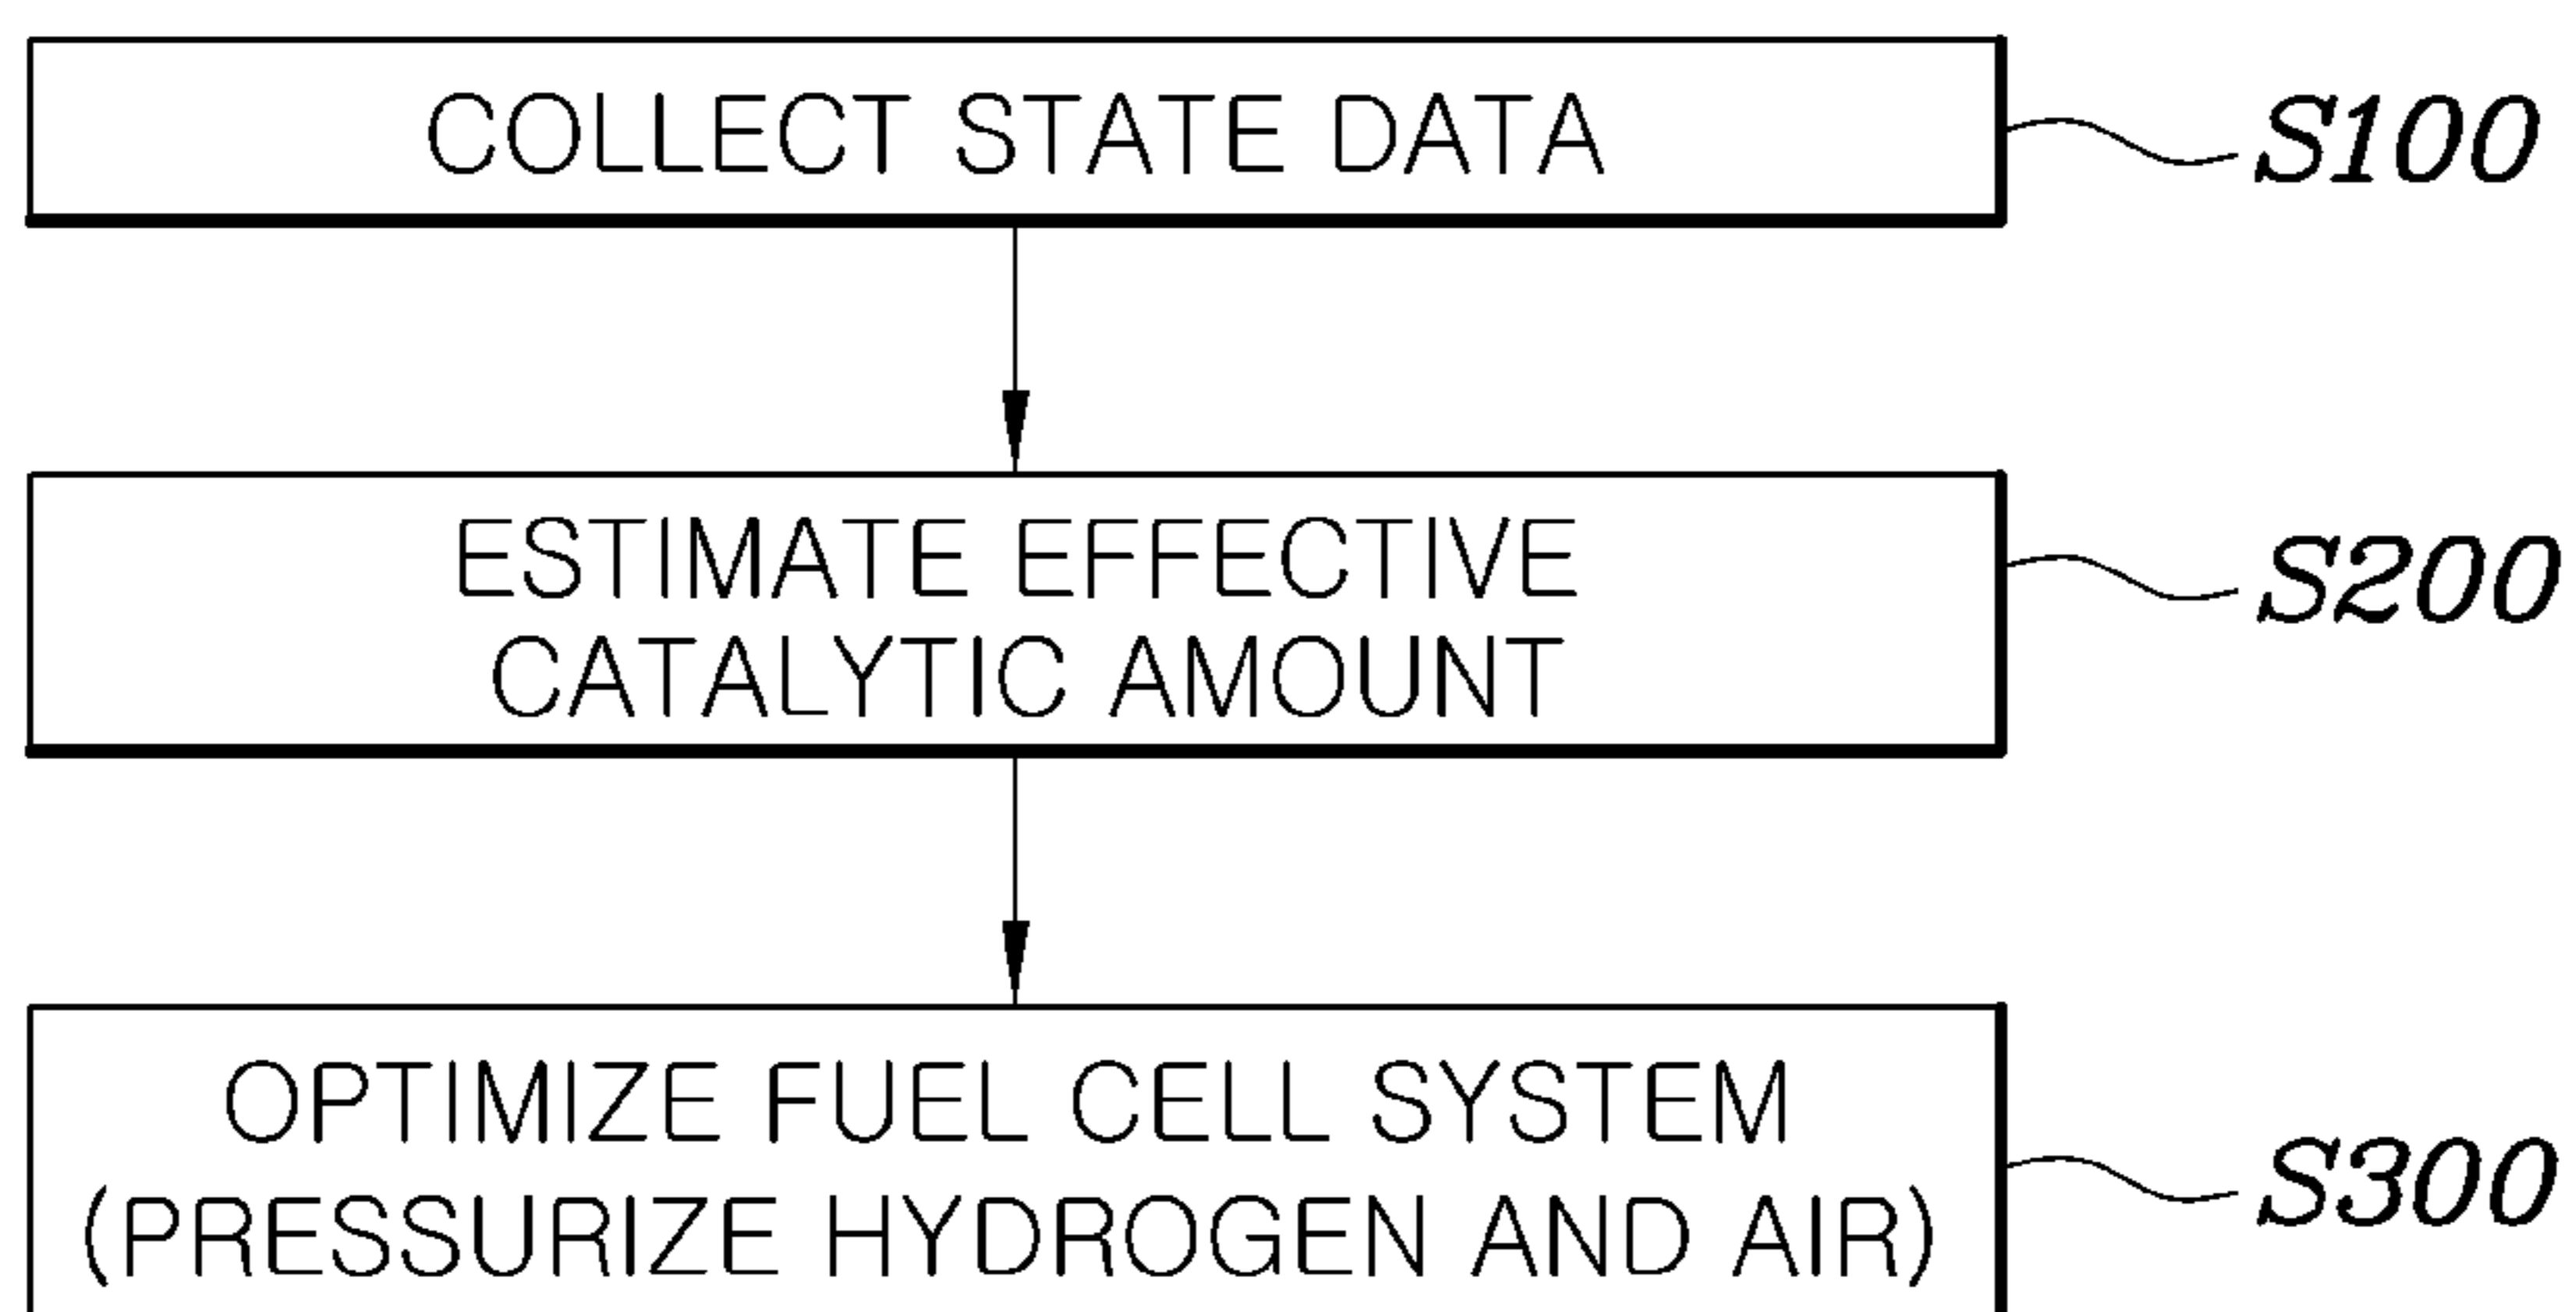 COLLECT STATE DATA
S100
ESTIMATE EFFECTIVE
CATALYTIC AMOUNT
S200
OPTIMIZE FUEL CELL SYSTEM
(PRESSURIZE HYDROGEN AND AIR)
S300